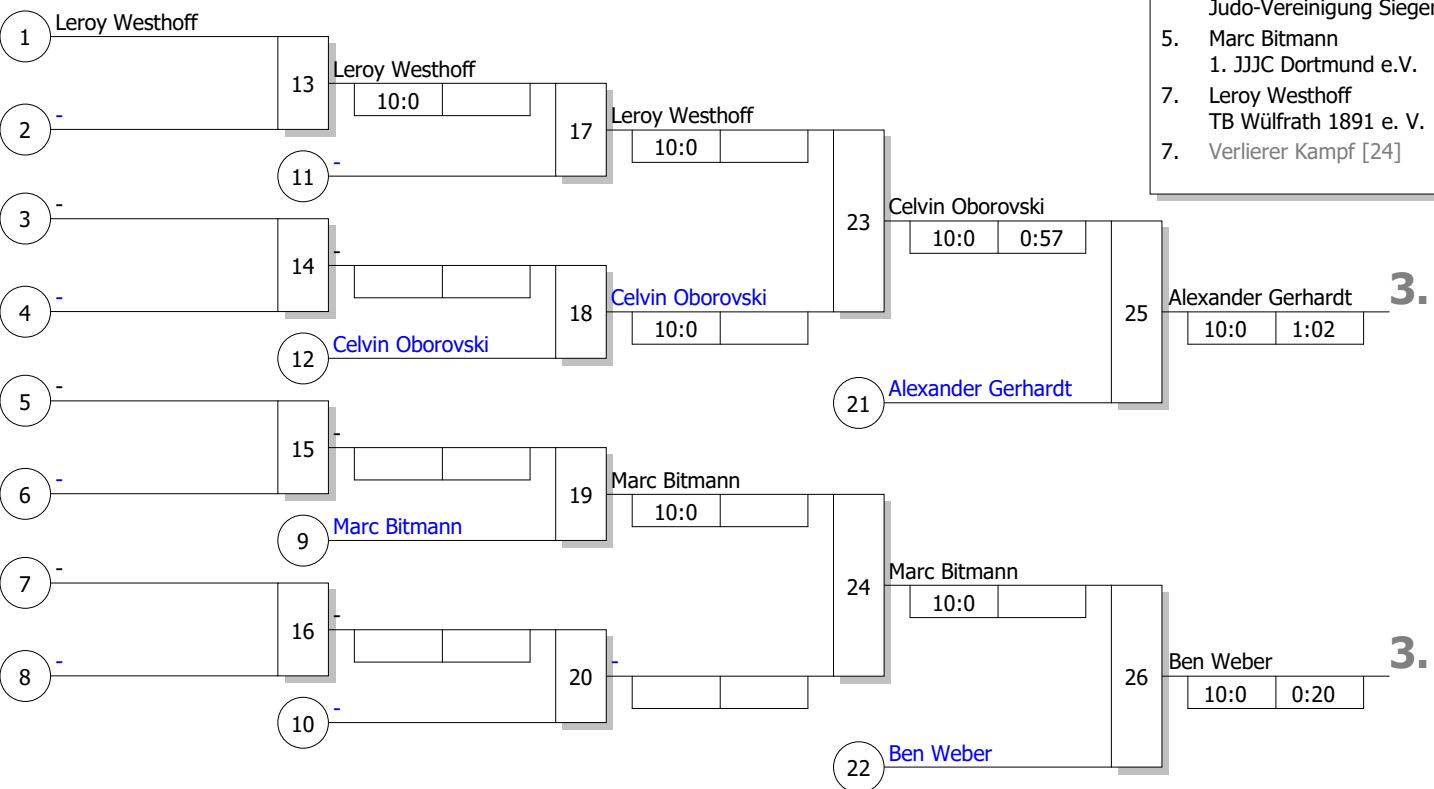 Judo-Vereinigung Siegen
5. Marc Bitmann
1. JJJC Dortmund e.V.
7. Leroy Westhoff
TB Wülfrath 1891 e. V.
7. Verlierer Kampf [24]
1 Leroy Westhoff
13 Leroy Westhoff
10:0
2 -
17 Leroy Westhoff
10:0
11 -
3 -
23 Celvin Oborovski
10:0 0:57
14 -
4 -
18 Celvin Oborovski
10:0
12 Celvin Oborovski
25 Alexander Gerhardt 3.
10:0 1:02
5 -
21 Alexander Gerhardt
15 -
6 -
19 Marc Bitmann
10:0
9 Marc Bitmann
7 -
24 Marc Bitmann
10:0
16 -
8 -
20 -
10 -
26 Ben Weber 3.
10:0 0:20
22 Ben Weber